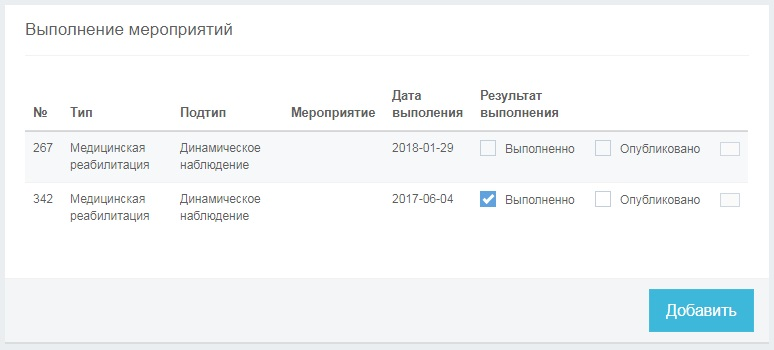 Выполнение мероприятий
№ Тип Подтип Мероприятие Дата выполения Результат выполнения
267 Медицинская реабилитация Динамическое наблюдение 2018-01-29 Выполненно Опубликовано
342 Медицинская реабилитация Динамическое наблюдение 2017-06-04 Выполненно Опубликовано
Добавить